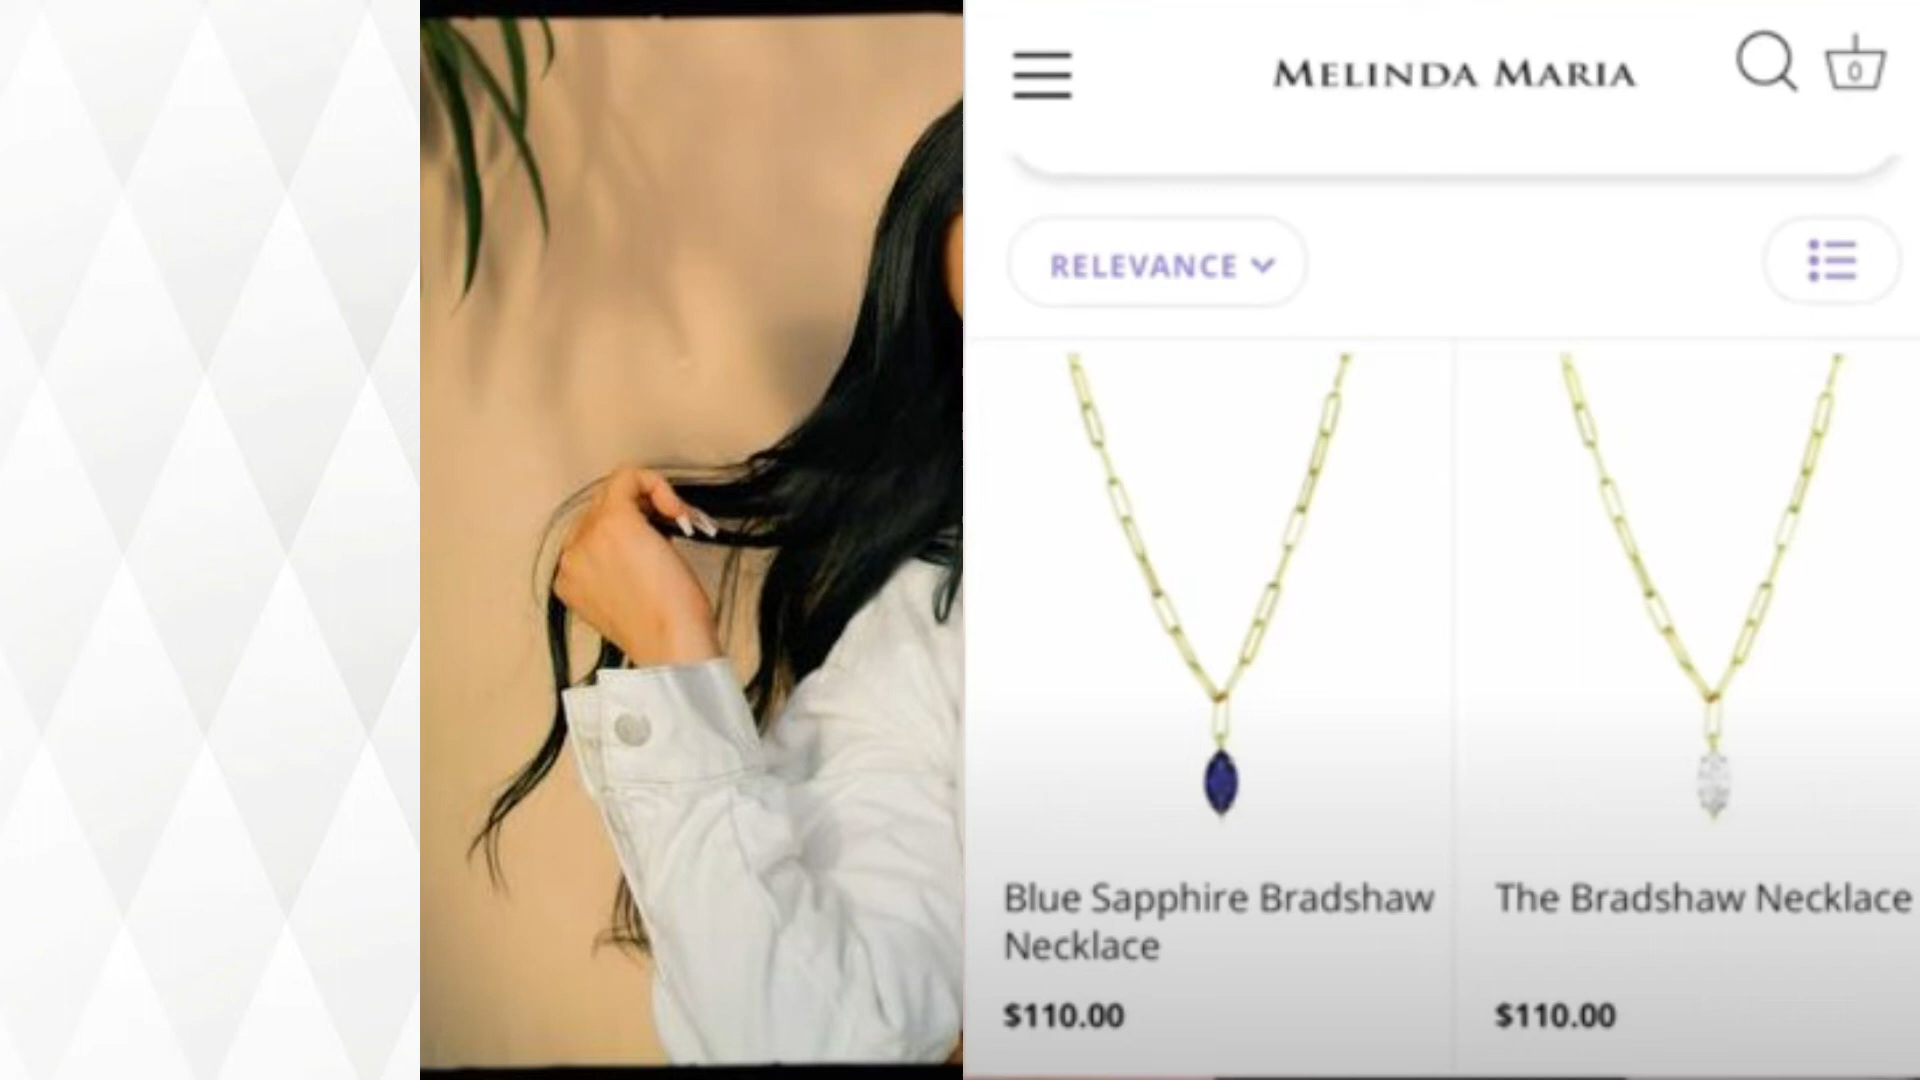 MELINDA MARIA
0
RELEVANCE
Blue Sapphire Bradshaw
Necklace
$110.00
The Bradshaw Necklace
$110.00